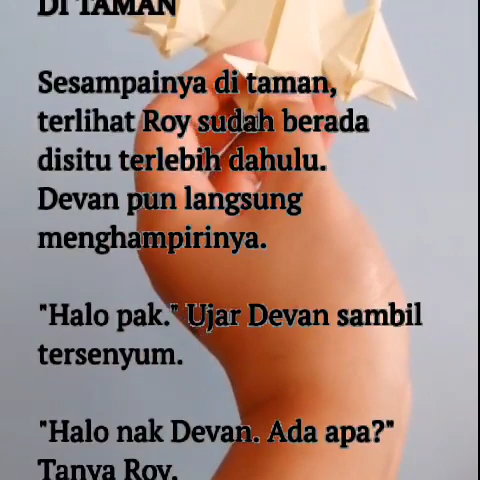 DI TAMAN
Sesampainya di taman,
terlihat Roy sudah berada
disitu terlebih dahulu.
Devan pun langsung
menghampirinya.
"Halo pak." Ujar Devan sambil
tersenyum.
"Halo nak Devan. Ada apa?"
Tanya Roy.